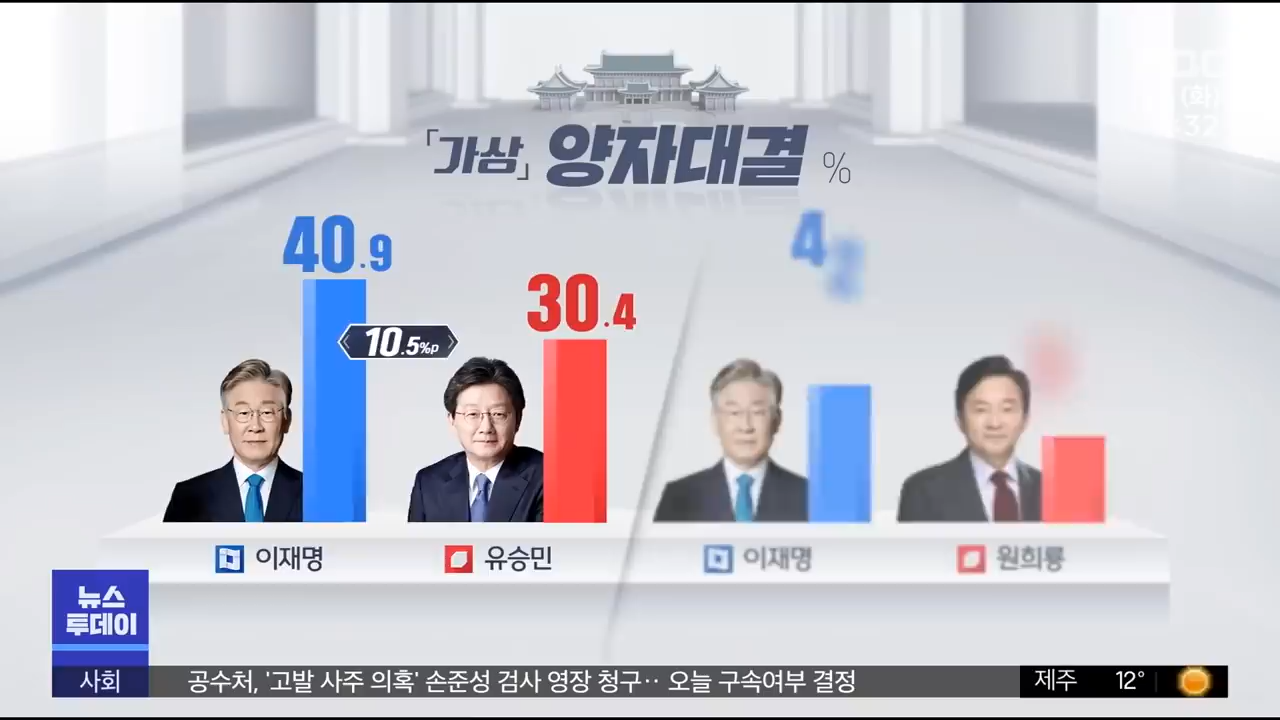 「가상」 양자대결 %
40.9
30.4
10.5%p
4
이재명
유승민
이재명
원희룡
(화)
뉴스
투데이
사회
공수처, '고발 사주 의혹' 손준성 검사 영장 청구‥ 오늘 구속여부 결정
제주 12°